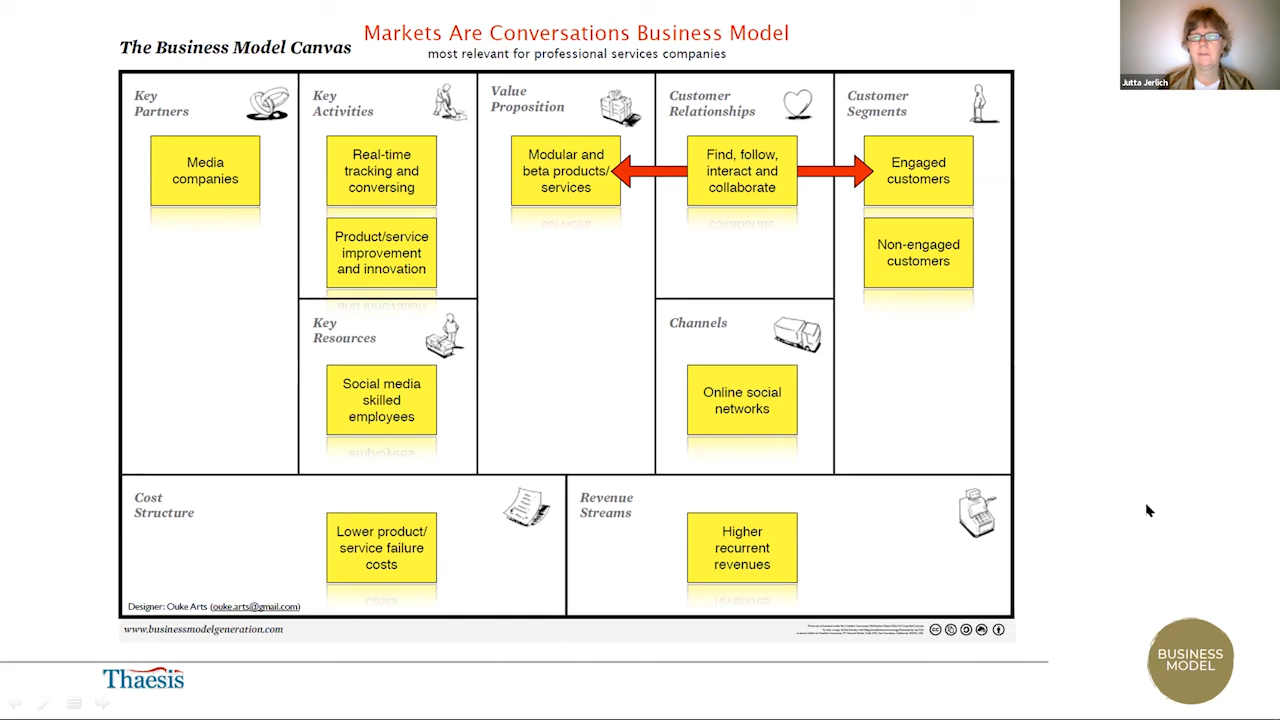 The Business Model Canvas
Markets Are Conversations Business Model
most relevant for professional services companies
Jutta Jerlich
Key
Partners
Media
companies
Key
Activities
Real-time
tracking and
conversing
Product/service
improvement
and innovation
Key
Resources
Social media
skilled
employees
Value
Proposition
Modular and
beta products/
services
Customer
Relationships
Find, follow,
interact and
collaborate
Channels
Online social
networks
Customer
Segments
Engaged
customers
Non-engaged
customers
Cost
Structure
Lower product/
service failure
costs
Revenue
Streams
Higher
recurrent
revenues
Designer: Ouke Arts (ouke.arts@gmail.com)
www.businessmodelgeneration.com
Thaesis
BUSINESS
MODEL